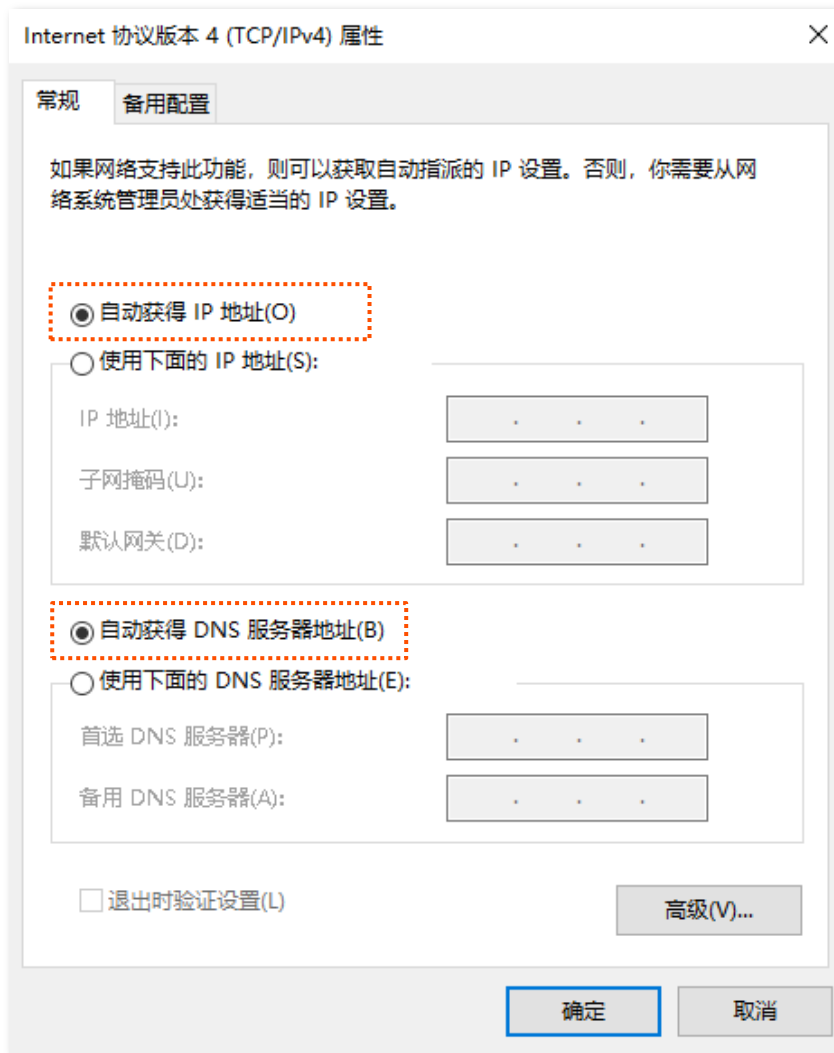 Internet 协议版本 4 (TCP/IPv4) 属性
常规
备用配置
如果网络支持此功能，则可以获取自动指派的 IP 设置。否则，你需要从网
络系统管理员处获得适当的 IP 设置。
自动获得 IP 地址(O)
使用下面的 IP 地址(S):
IP 地址(I):
子网掩码(U):
默认网关(D):
自动获得 DNS 服务器地址(B)
使用下面的 DNS 服务器地址(E):
首选 DNS 服务器(P):
备用 DNS 服务器(A):
退出时验证设置(L)
高级(V)...
确定
取消